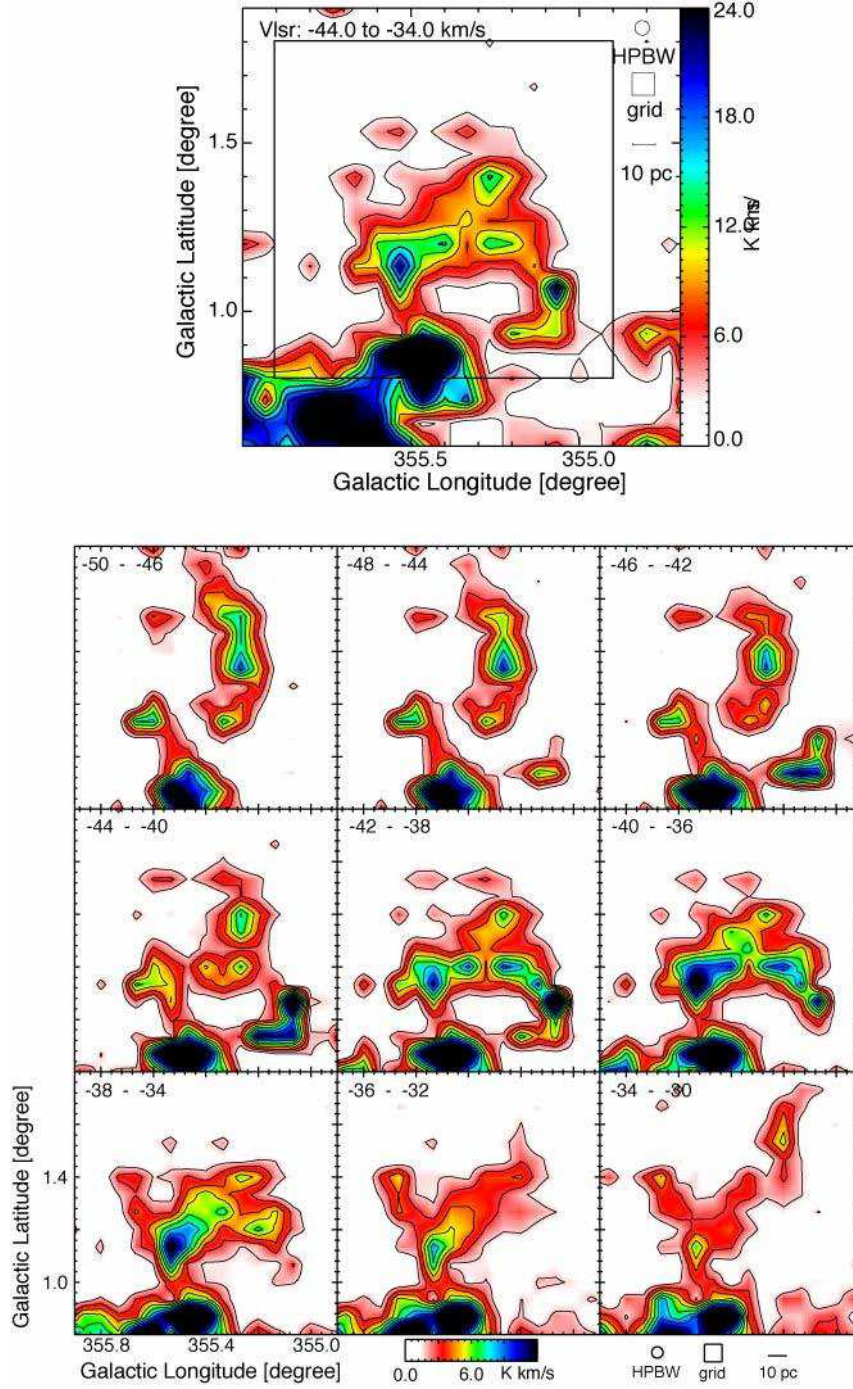 Vlsr: -44.0 to -34.0 km/s
HPBW
grid
10 pc
24.0
18.0
12.0
6.0
0.0
K km/s
1.5
1.0
Galactic Latitude [degree]
355.5 355.0
Galactic Longitude [degree]
-50 - -46
-48 - -44
-46 - -42
-44 - -40
-42 - -38
-40 - -36
-38 - -34
-36 - -32
-34 - -30
Galactic Latitude [degree]
1.4
1.0
355.8 355.4 355.0
Galactic Longitude [degree]
0.0 6.0 K km/s
HPBW grid 10 pc